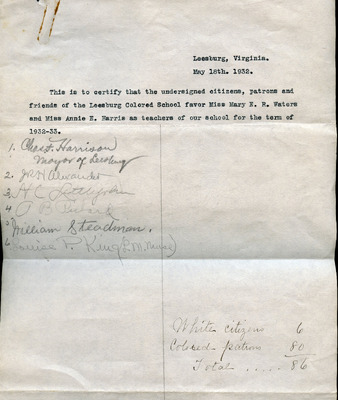 Leesburg, Virginia.
May 18th. 1932.
This is to certify that the undersigned citizens, patrons and
friends of the Leesburg Colored School favor Miss Mary E. R. Waters
and Miss Annie E. Harris as teachers of our school for the term of
1932-33.
1. Chas. F. Harrison
Mayor of Leesburg
2. Alexander
3. H C
4 B
5 William Steadman.
6 Louise F. King (P.M. Nurse)
White citizens 6
Colored patrons 80
Total ..... 86